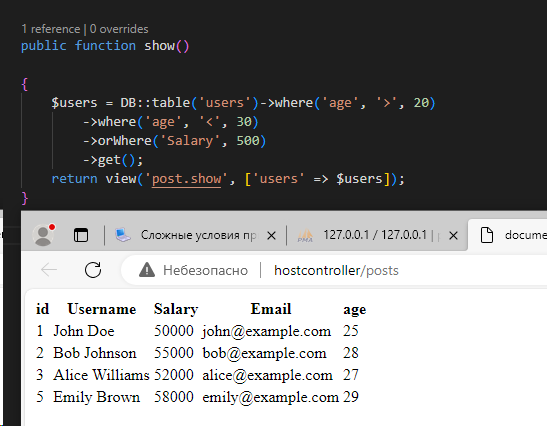 1 reference | 0 overrides
public function show()
{
$users = DB::table('users')->where('age', '>', 20)
->where('age', '<', 30)
->orWhere('Salary', 500)
->get();
return view('post.show', ['users' => $users]);
}
Сложные условия пр
PMA
127.0.0.1 / 127.0.0.1 |
docume
Небезопасно hostcontroller/posts
id Username Salary Email age
1 John Doe 50000 john@example.com 25
2 Bob Johnson 55000 bob@example.com 28
3 Alice Williams 52000 alice@example.com 27
5 Emily Brown 58000 emily@example.com 29